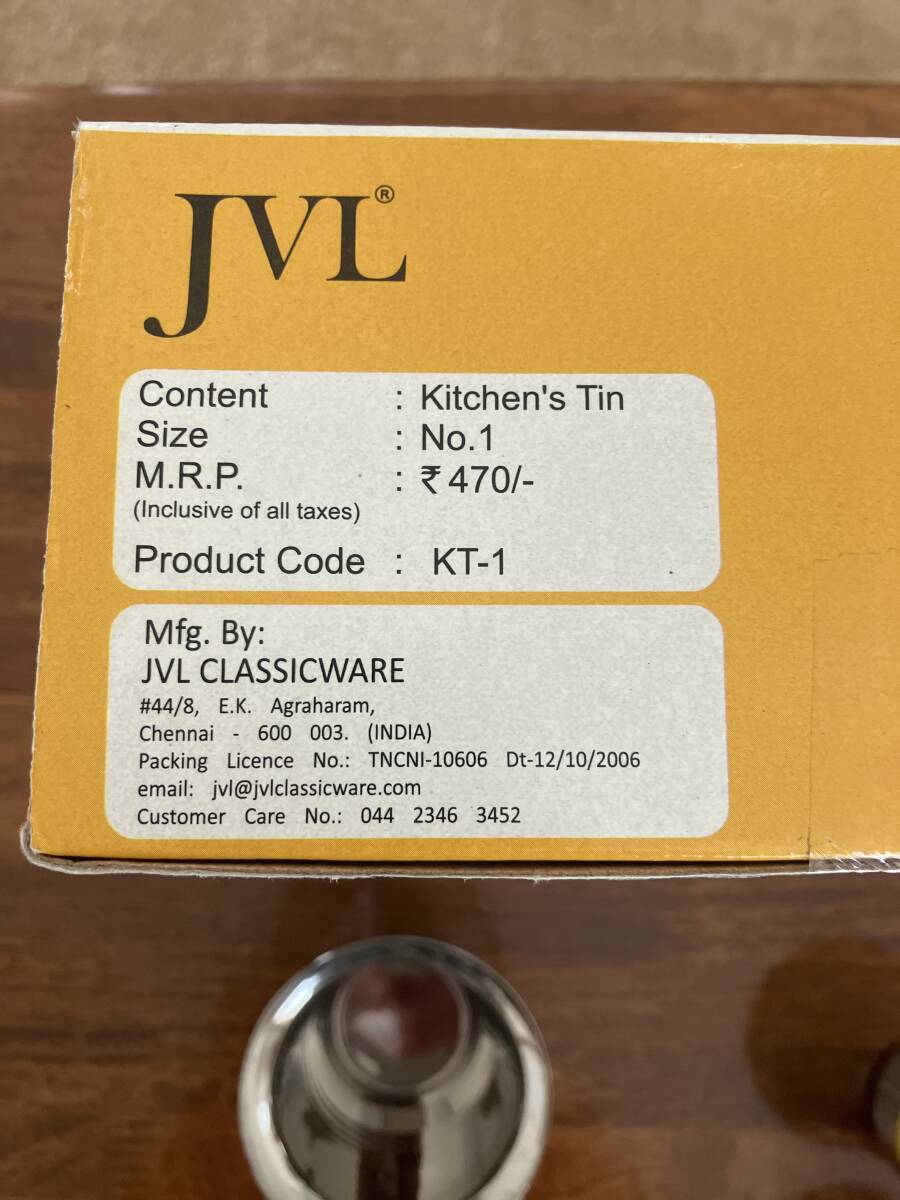 JVL®
Content : Kitchen's Tin
Size : No.1
M.R.P. : ₹ 470/-
(Inclusive of all taxes)
Product Code : KT-1
Mfg. By:
JVL CLASSICWARE
#44/8, E.K. Agraharam,
Chennai - 600 003. (INDIA)
Packing Licence No.: TNCNI-10606 Dt-12/10/2006
email: jvl@jvlclassicware.com
Customer Care No.: 044 2346 3452